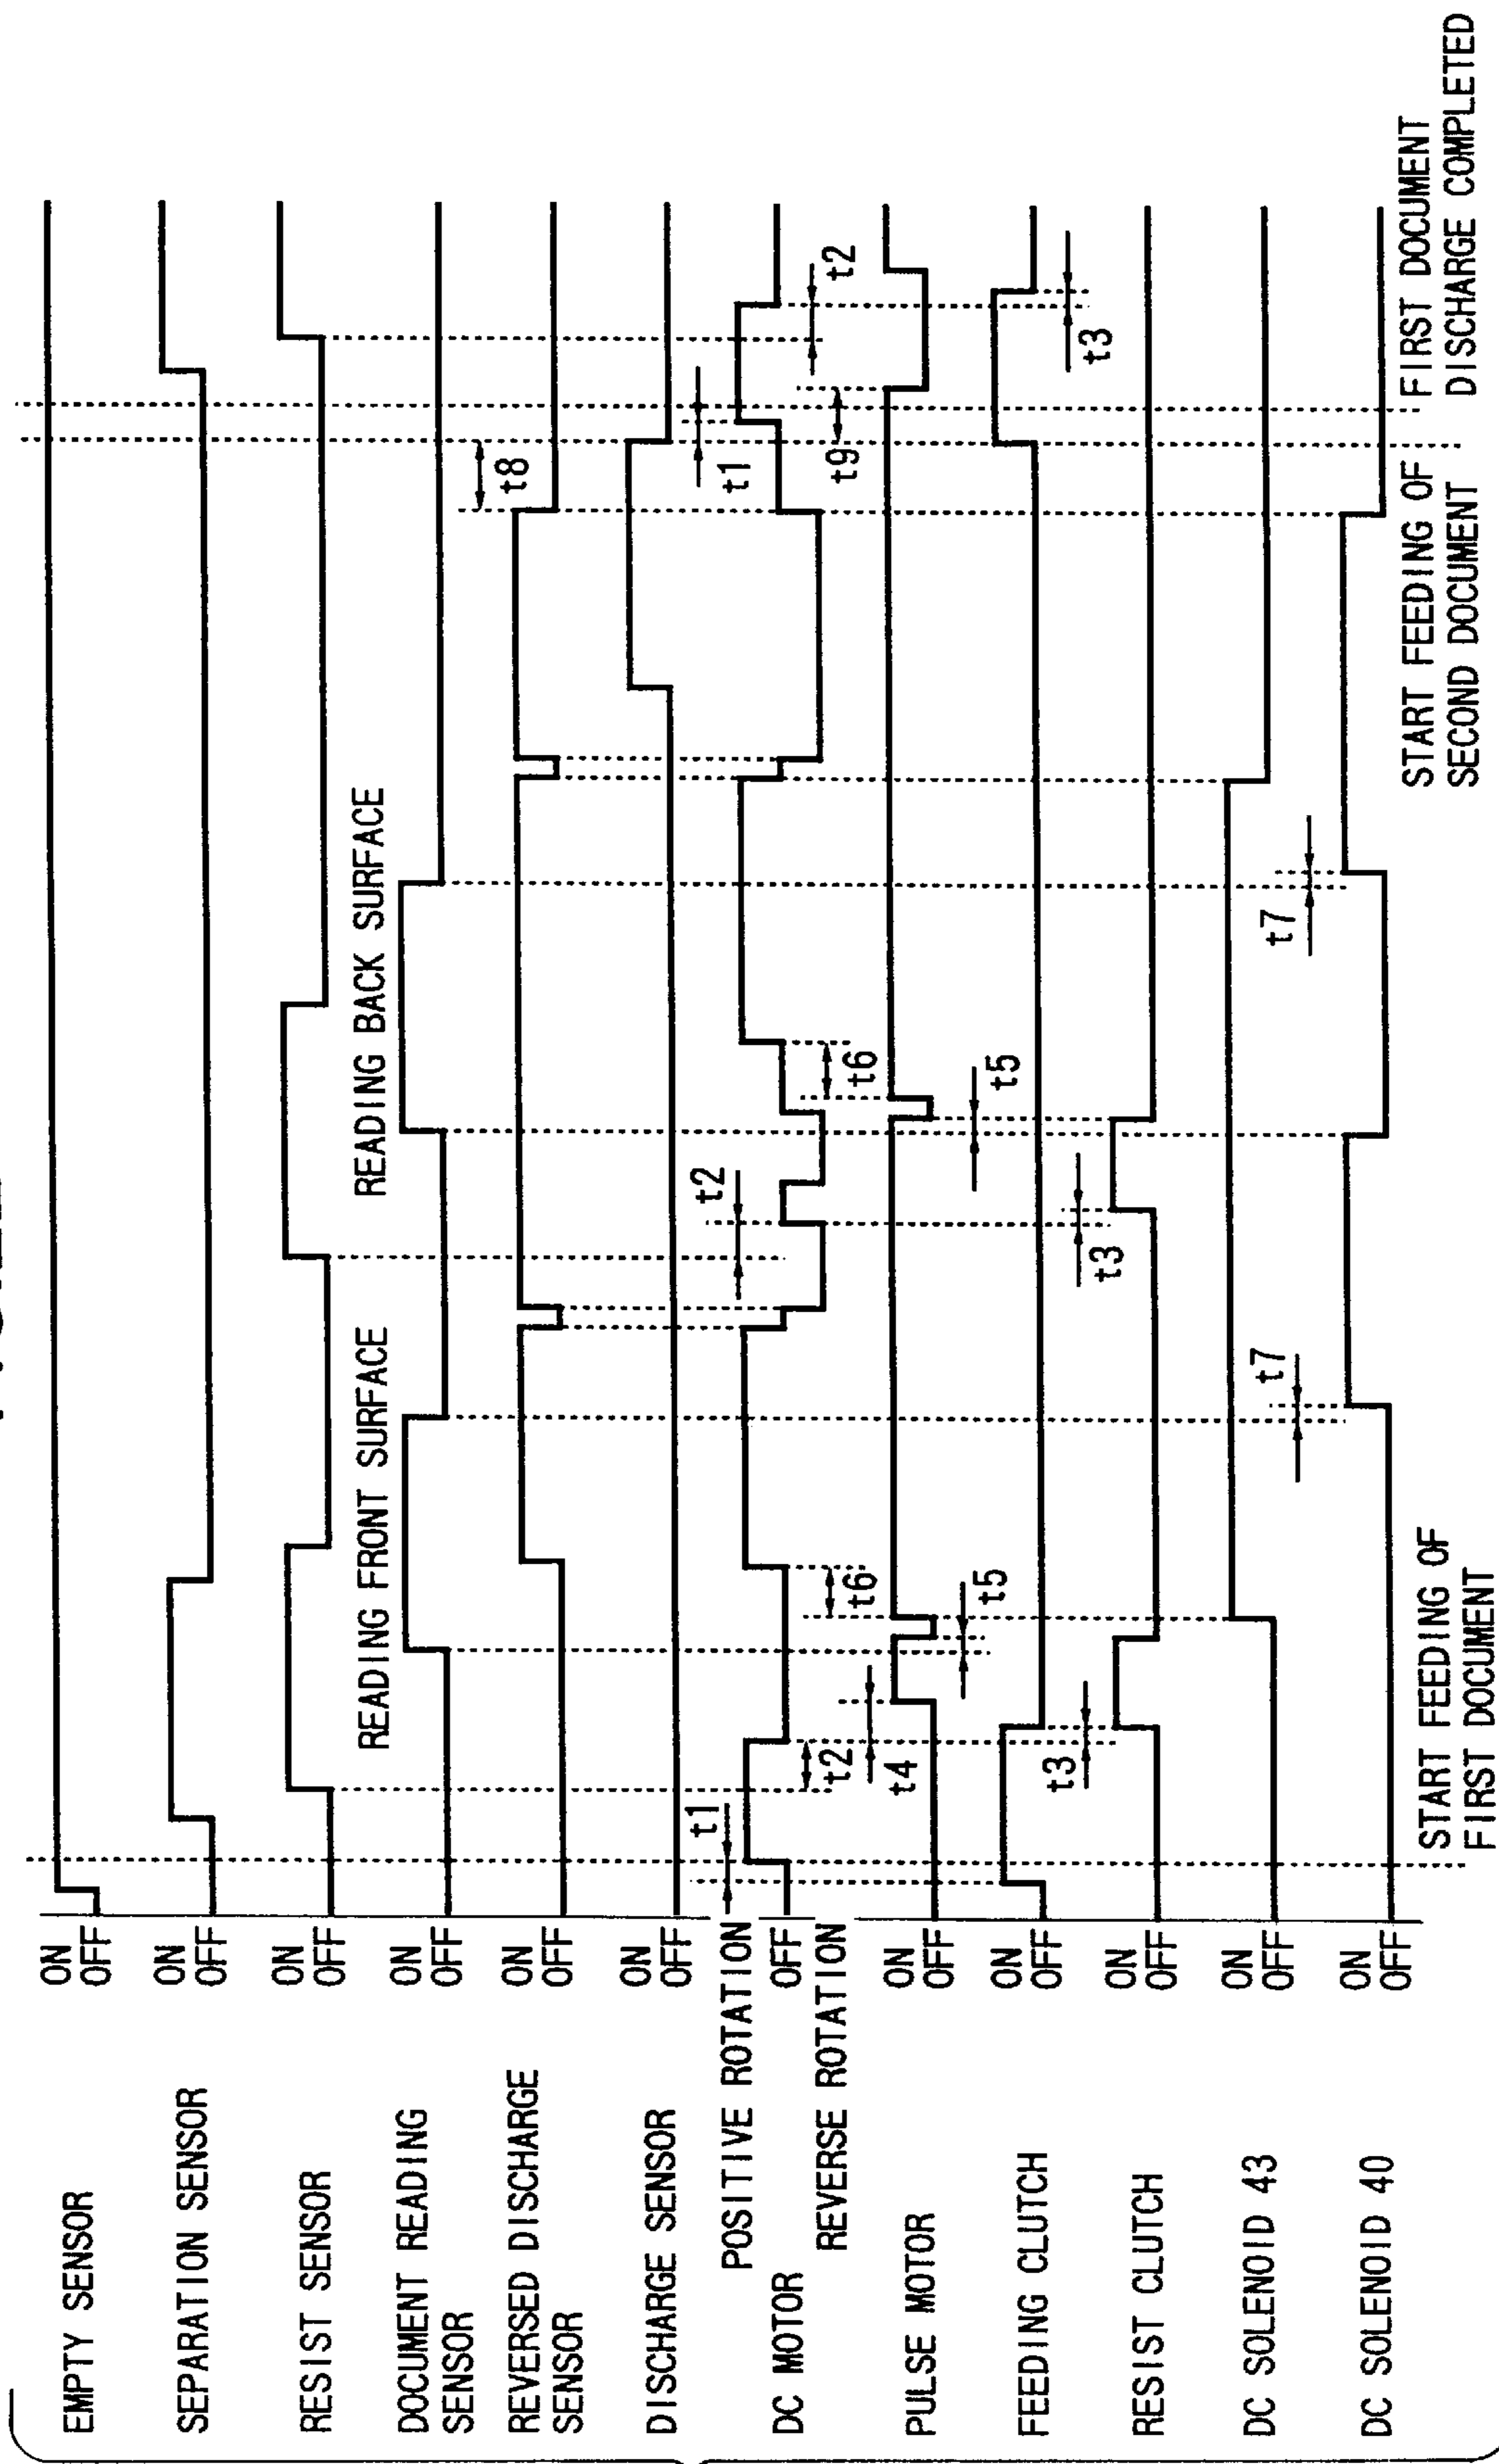 EMPTY SENSOR
ON
OFF
SEPARATION SENSOR
ON
OFF
RESIST SENSOR
ON
OFF
READING FRONT SURFACE
READING BACK SURFACE
DOCUMENT READING
SENSOR
ON
OFF
REVERSED DISCHARGE
SENSOR
ON
OFF
t8
DISCHARGE SENSOR
ON
OFF
t1
t2
t1
POSITIVE ROTATION
DC MOTOR
OFF
REVERSE ROTATION
t2
t6
t6
t9
t2
PULSE MOTOR
ON
OFF
t4
t5
t5
FEEDING CLUTCH
ON
OFF
t3
t3
t3
RESIST CLUTCH
ON
OFF
DC SOLENOID 43
ON
OFF
t7
t7
DC SOLENOID 40
ON
OFF
START FEEDING OF
FIRST DOCUMENT
START FEEDING OF
SECOND DOCUMENT
FIRST DOCUMENT
DISCHARGE COMPLETED